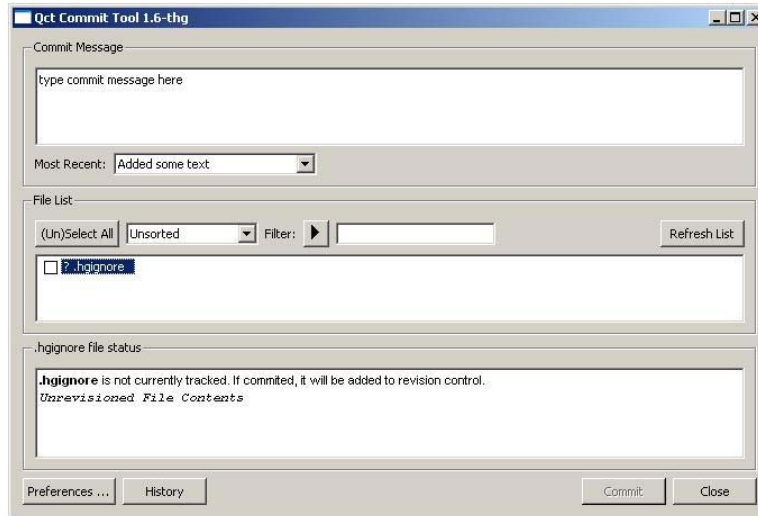 Qct Commit Tool 1.6-thg
Commit Message
type commit message here
Most Recent: Added some text
File List
(Un)Select All Unsorted Filter: Refresh List
? .hgignore
.hgignore file status
.hgignore is not currently tracked. If commited, it will be added to revision control.
Unrevisioned File Contents
Preferences ... History Commit Close